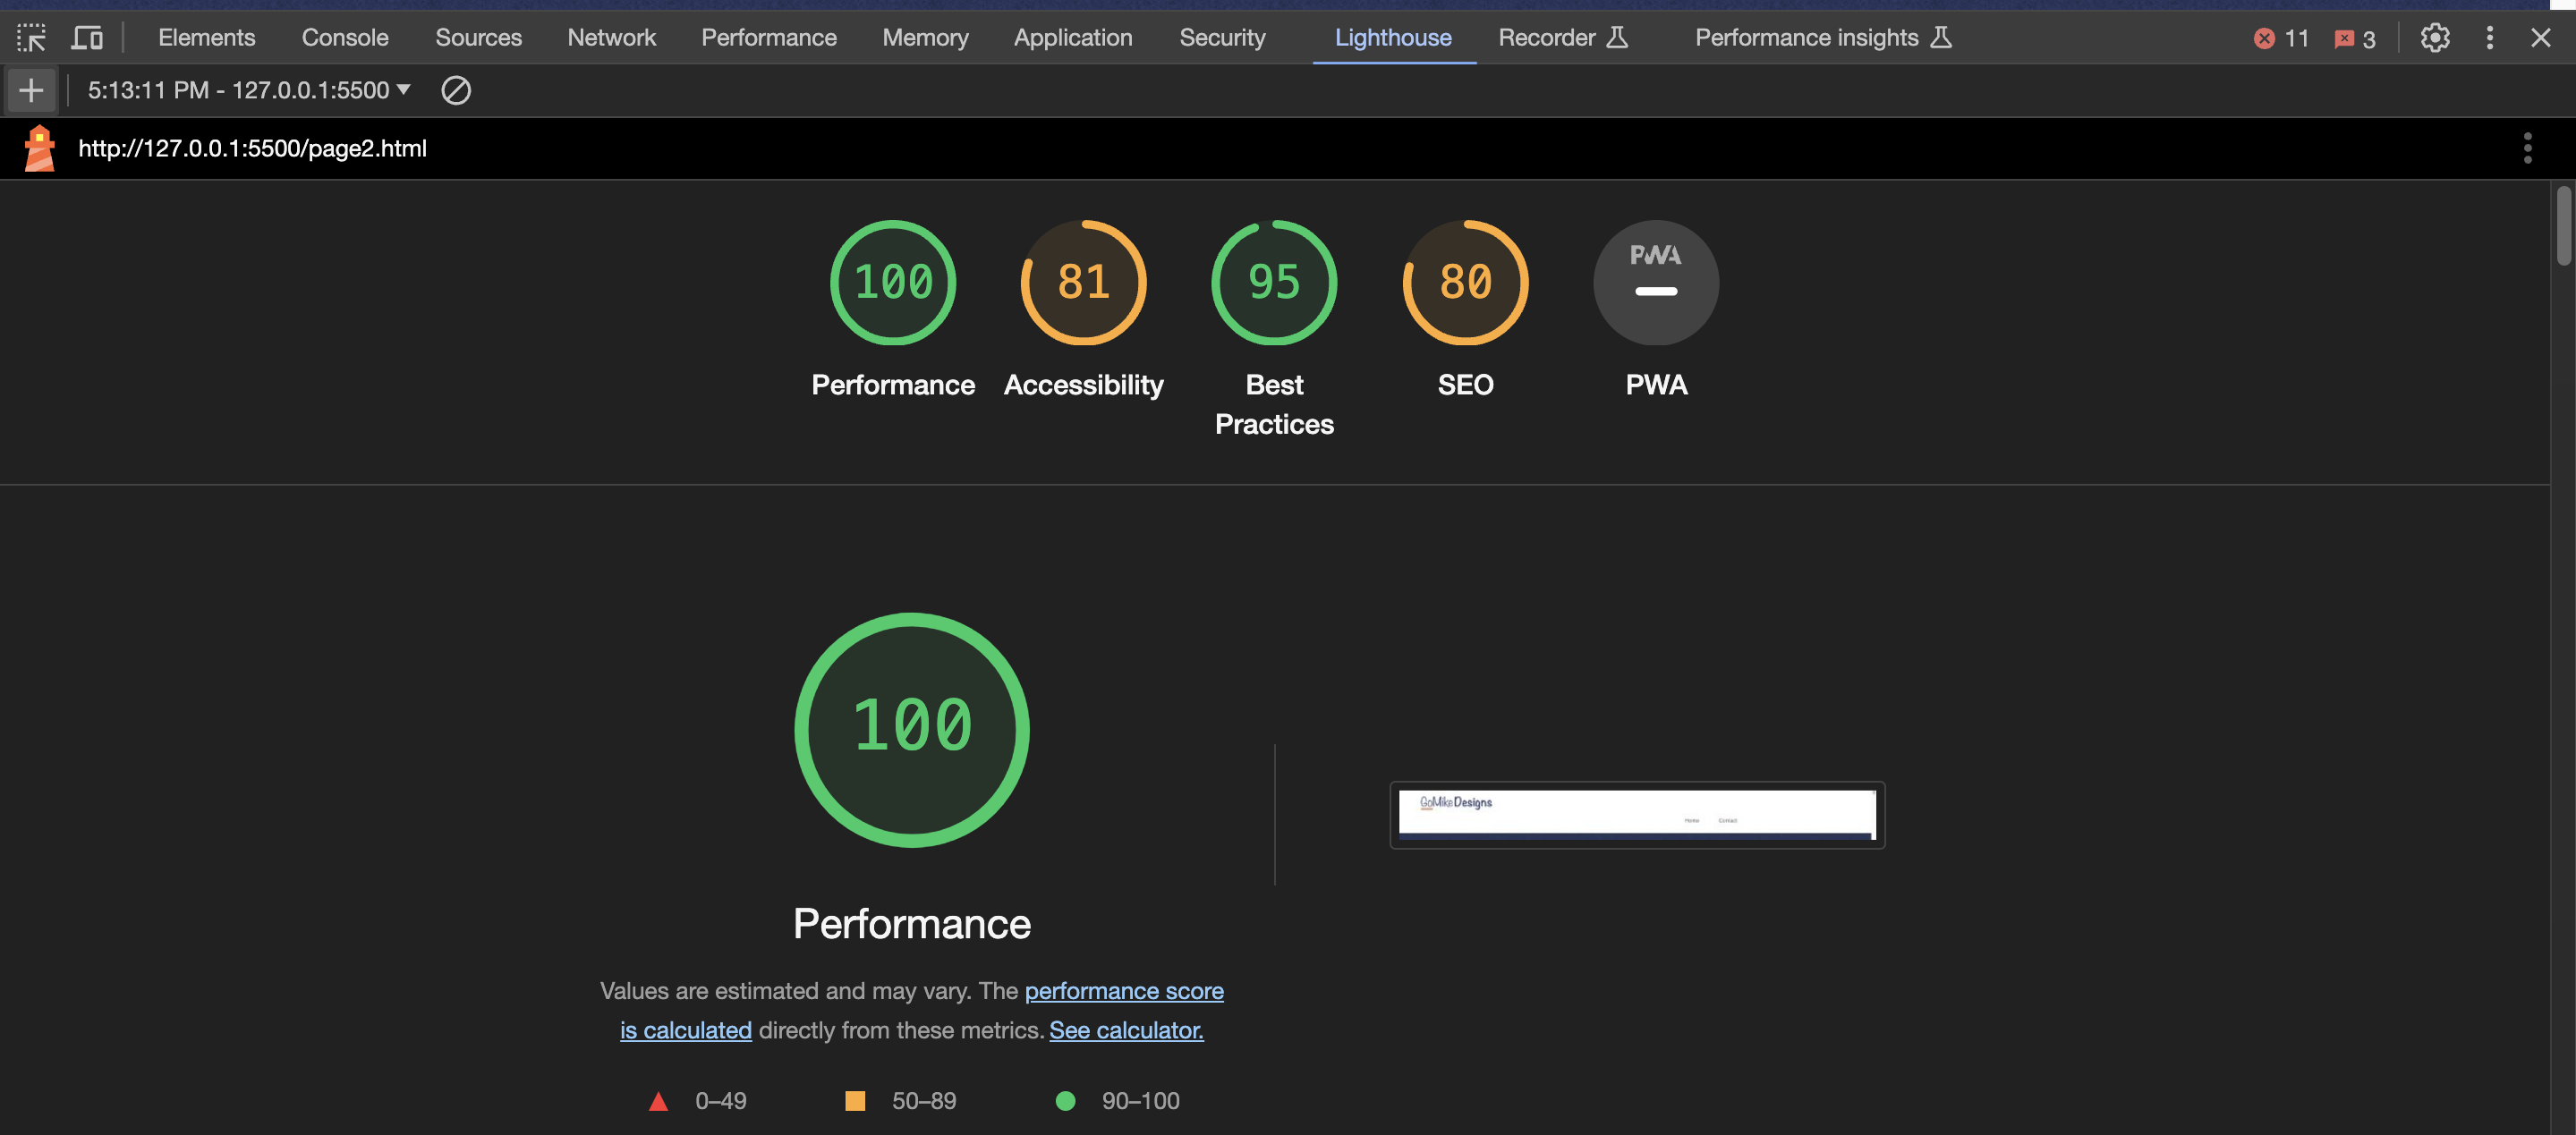 Elements Console Sources Network Performance Memory Application Security Lighthouse Recorder Performance insights 11 3
5:13:11 PM - 127.0.0.1:5500
http://127.0.0.1:5500/page2.html
100 81 95 80 PWA
Performance Accessibility Best Practices SEO PWA
100
GoMike Designs
Home Contact
Performance
Values are estimated and may vary. The performance score
is calculated directly from these metrics. See calculator.
0–49 50–89 90–100